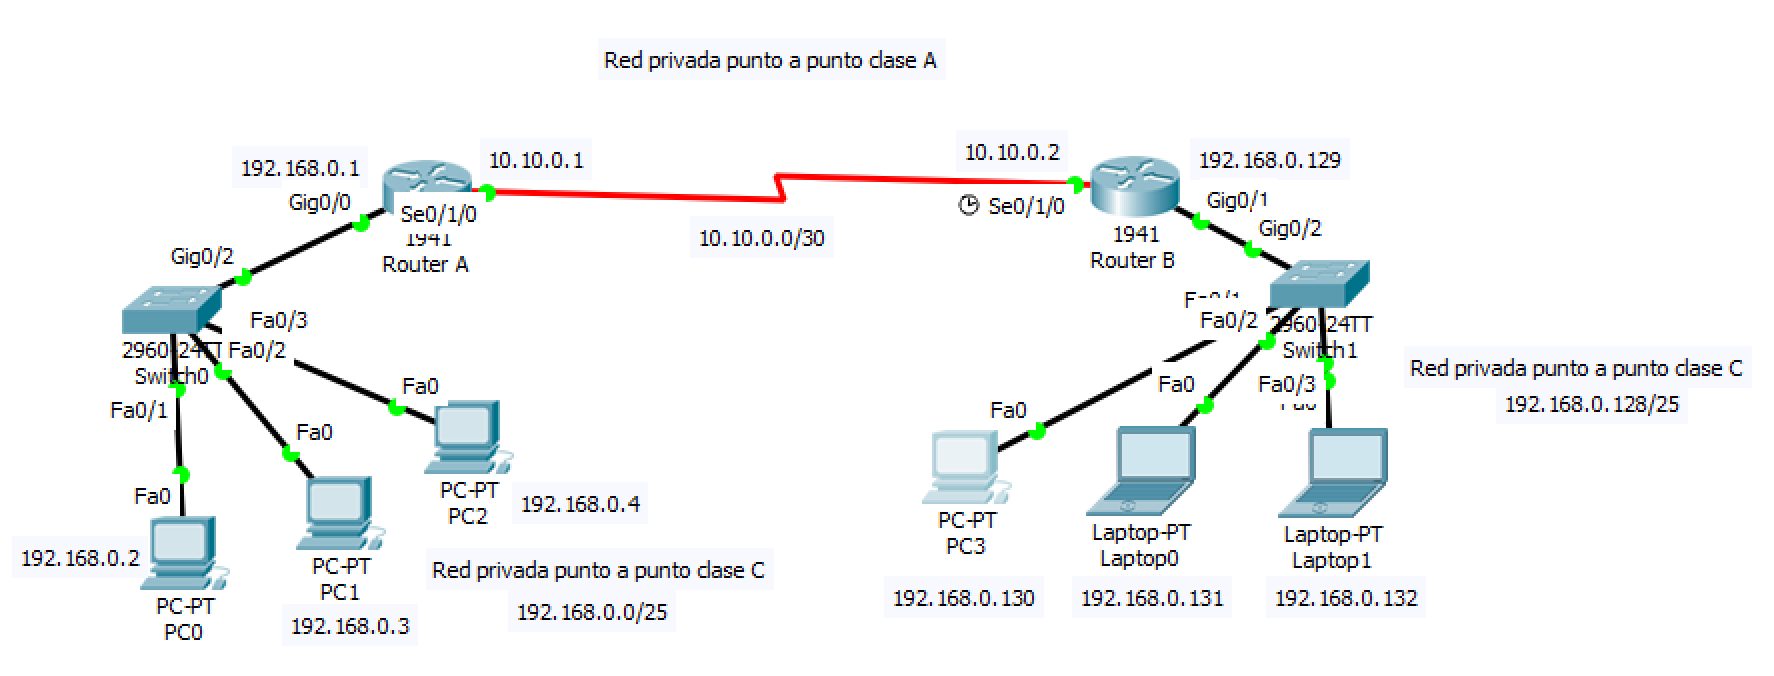 Red privada punto a punto clase A
192.168.0.1
10.10.0.1
10.10.0.2
192.168.0.129
Gig0/0
Se0/1/0
1941
Router A
10.10.0.0/30
Se0/1/0
Gig0/1
1941
Router B
Gig0/2
Gig0/2
Fa0/3
2960-24TT
Fa0/2
Switch0
Fa0/1
Fa0
Fa0
Fa0
PC-PT
PC2
192.168.0.4
192.168.0.2
PC-PT
PC0
PC-PT
PC1
192.168.0.3
Red privada punto a punto clase C
192.168.0.0/25
Fa0/1
Fa0/2
2960-24TT
Switch1
Fa0
Fa0/3
Fa0
Fa0
Red privada punto a punto clase C
192.168.0.128/25
PC-PT
PC3
Laptop-PT
Laptop0
Laptop-PT
Laptop1
192.168.0.130
192.168.0.131
192.168.0.132